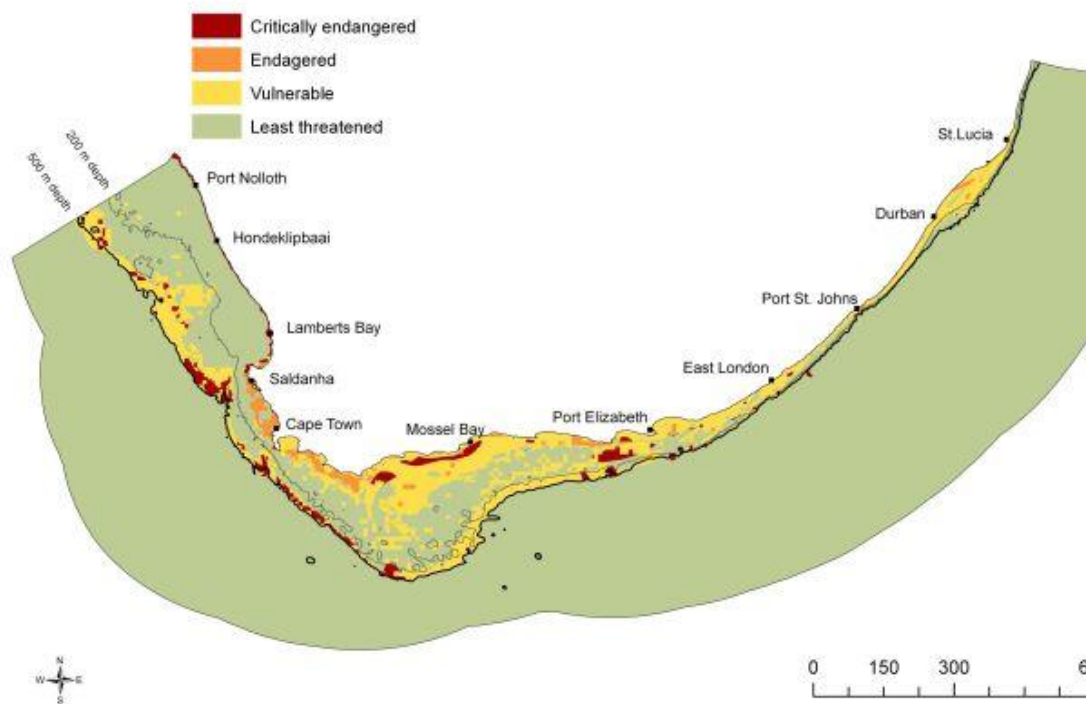 Critically endangered
Endagered
Vulnerable
Least threatened
200 m depth
500 m depth
Port Nolloth
Hondeklipbaai
Lamberts Bay
Saldanha
Cape Town
Mossel Bay
Port Elizabeth
East London
Port St. Johns
Durban
St.Lucia
N
W E
S
0 150 300